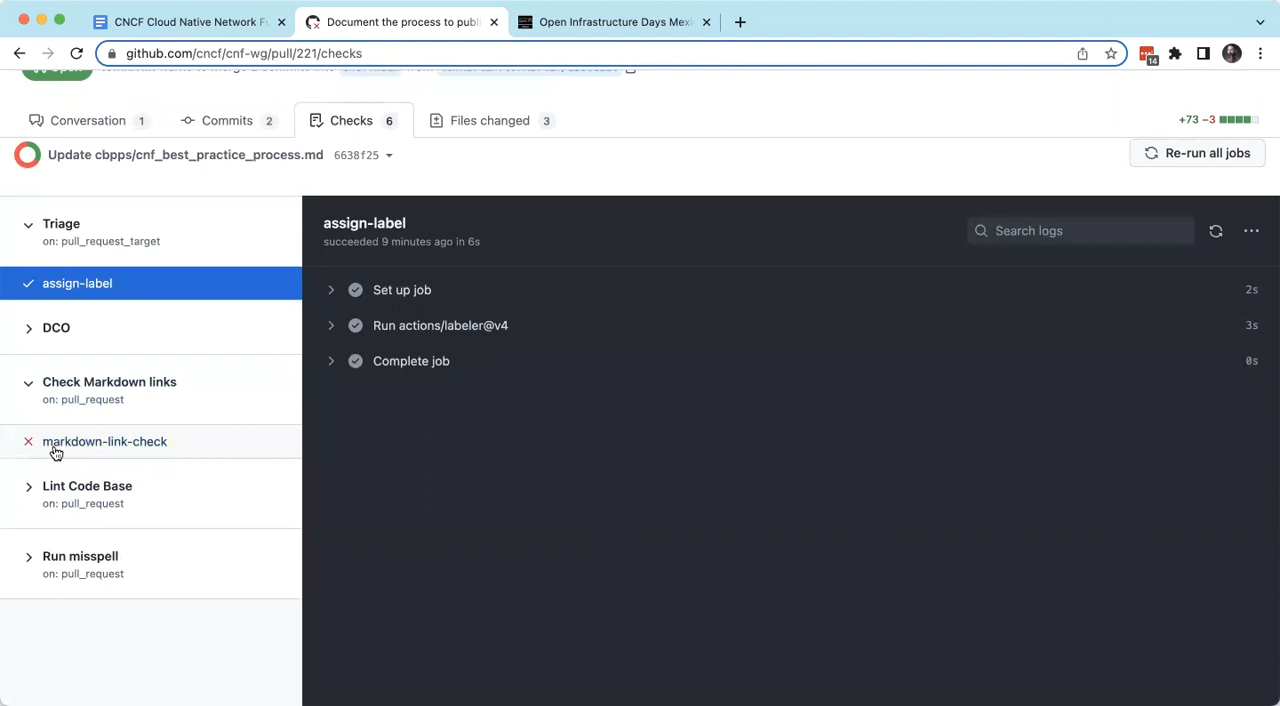 CNCF Cloud Native Network F
Document the process to publi
Open Infrastructure Days Mexi
github.com/cncf/cnf-wg/pull/221/checks
14
Conversation 1
Commits 2
Checks 6
Files changed 3
+73 −3
Update cbpps/cnf_best_practice_process.md 6638f25
Re-run all jobs
Triage
on: pull_request_target
assign-label
DCO
Check Markdown links
on: pull_request
markdown-link-check
Lint Code Base
on: pull_request
Run misspell
on: pull_request
assign-label
succeeded 9 minutes ago in 6s
Search logs
Set up job 2s
Run actions/labeler@v4 3s
Complete job 0s